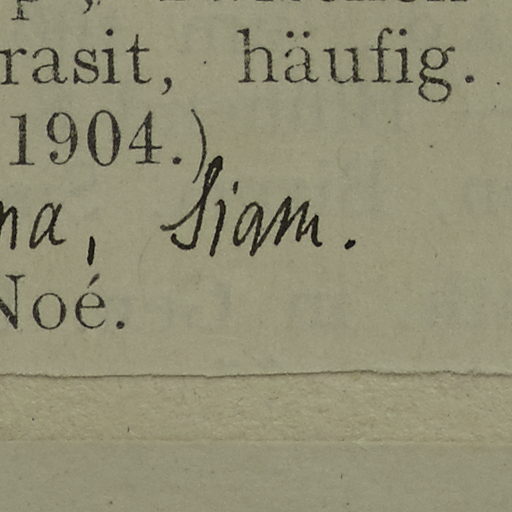 rasit, häufig.
1904.)
na, Siam.
Noé.